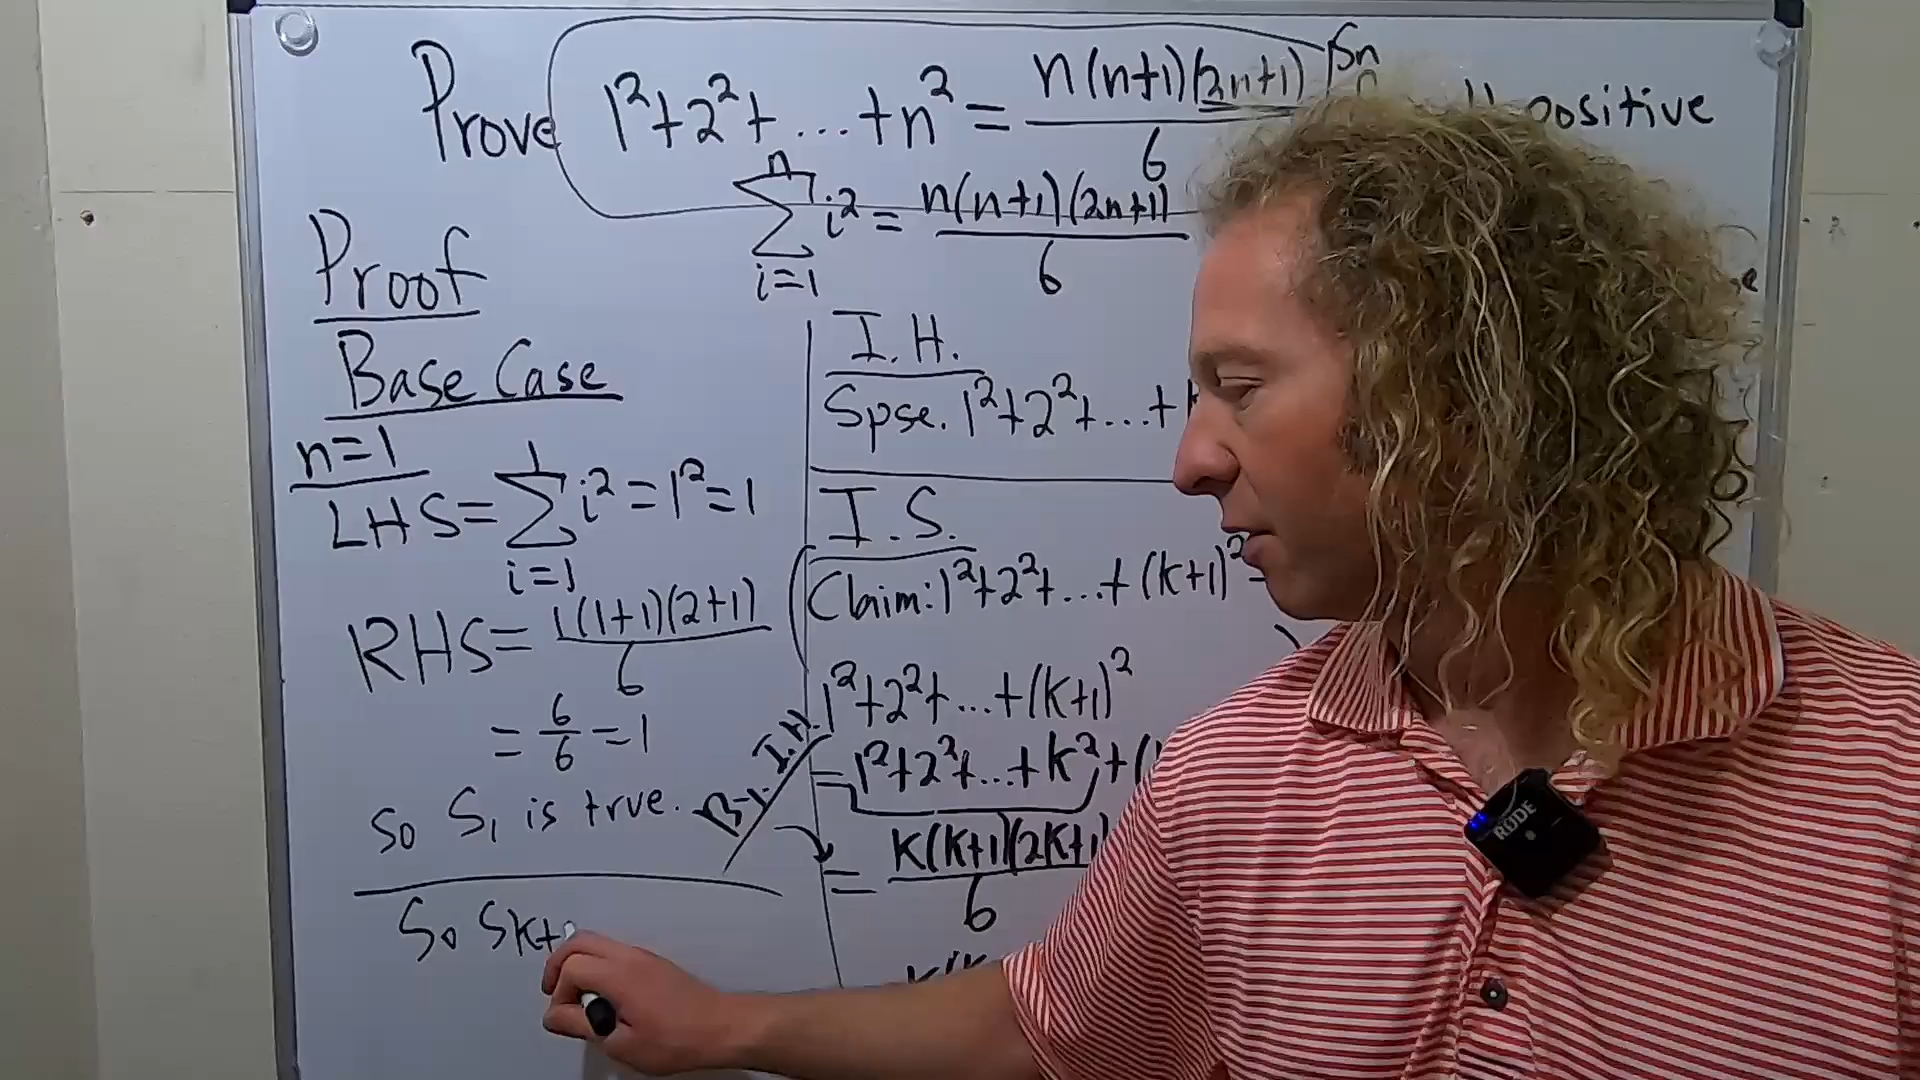 Prove 1²+2²+...+n² = n(n+1)(2n+1)/6 Sn positive
n∑i=1 i² = n(n+1)(2n+1)/6
Proof
Base Case
n=1
LHS = 1∑i=1 i² = 1² = 1
RHS = 1(1+1)(2+1)/6
= 6/6 = 1
So S₁ is true.
So Sk+
I.H.
Spse. 1²+2²+...+
I.S.
Claim: 1²+2²+...+(k+1)²
1²+2²+...+(k+1)²
By I.H.
= 1²+2²+...+k²+(
= k(k+1)(2k+1)/6
RØDE